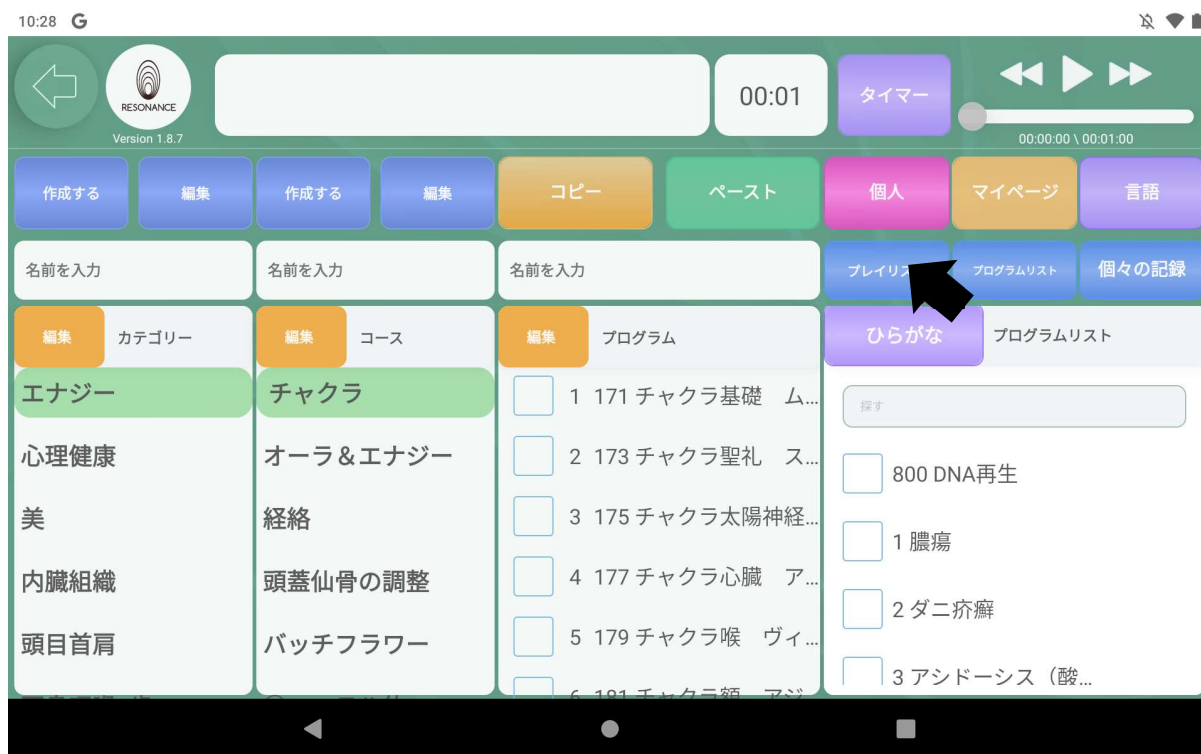 10:28 G
RESONANCE
Version 1.8.7
00:01
タイマー
00:00:00 \ 00:01:00
作成する 編集 作成する 編集 コピー ペースト 個人 マイページ 言語
名前を入力 名前を入力 名前を入力 プログラムリスト 個々の記録
編集 カテゴリー 編集 コース 編集 プログラム ひらがな プログラムリスト
エナジー
心理健康
美
内臓組織
頭目首肩
チャクラ
オーラ＆エナジー
経絡
頭蓋仙骨の調整
バッチフラワー
1 171 チャクラ基礎 ム...
2 173 チャクラ聖礼 ス...
3 175 チャクラ太陽神経...
4 177 チャクラ心臓 ア...
5 179 チャクラ喉 ヴィ...
探す
800 DNA再生
1 膿瘍
2 ダニ疥癬
3 アシドーシス（酸...